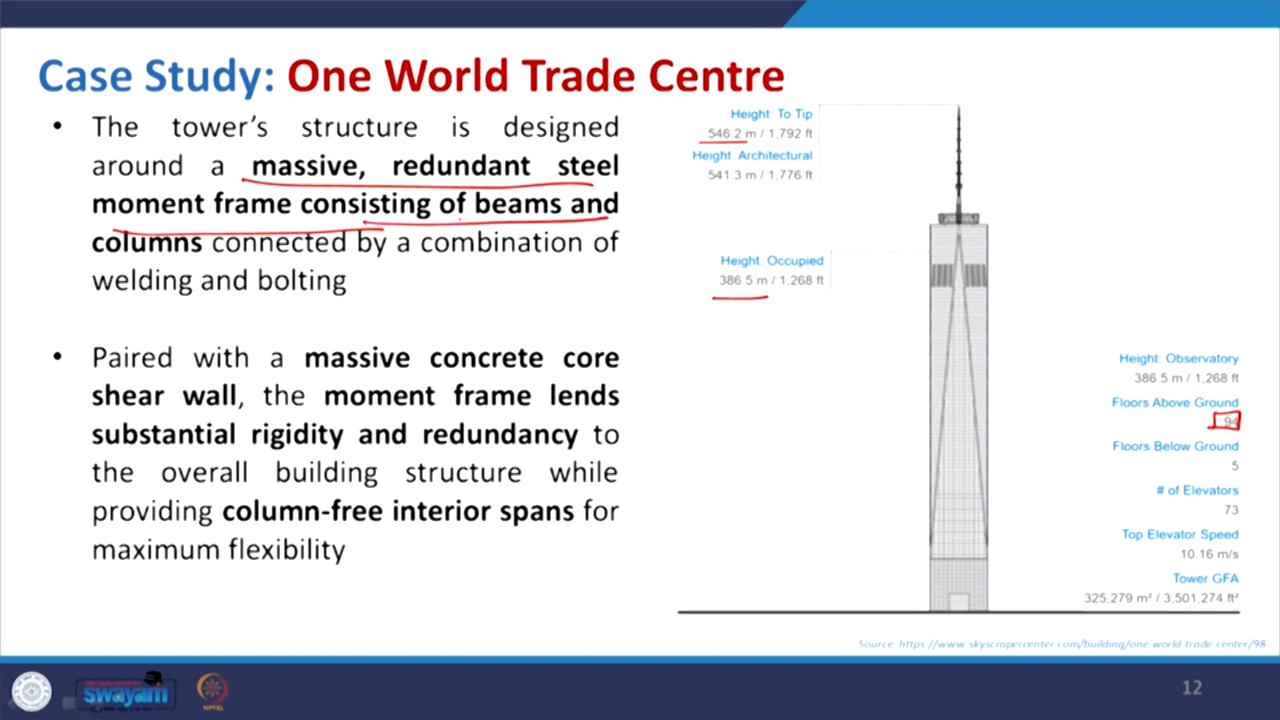 Case Study: One World Trade Centre
• The tower's structure is designed
around a massive, redundant steel
moment frame consisting of beams and
columns connected by a combination of
welding and bolting
• Paired with a massive concrete core
shear wall, the moment frame lends
substantial rigidity and redundancy to
the overall building structure while
providing column-free interior spans for
maximum flexibility
Height: To Tip
546.2 m / 1,792 ft
Height: Architectural
541.3 m / 1,776 ft
Height: Occupied
386.5 m / 1,268 ft
Height: Observatory
386.5 m / 1,268 ft
Floors Above Ground
94
Floors Below Ground
5
# of Elevators
73
Top Elevator Speed
10.16 m/s
Tower GFA
325,279 m² / 3,501,274 ft²
Source: https://www.skyscrapercenter.com/building/one-world-trade-center/98
swayam
NPTEL
12